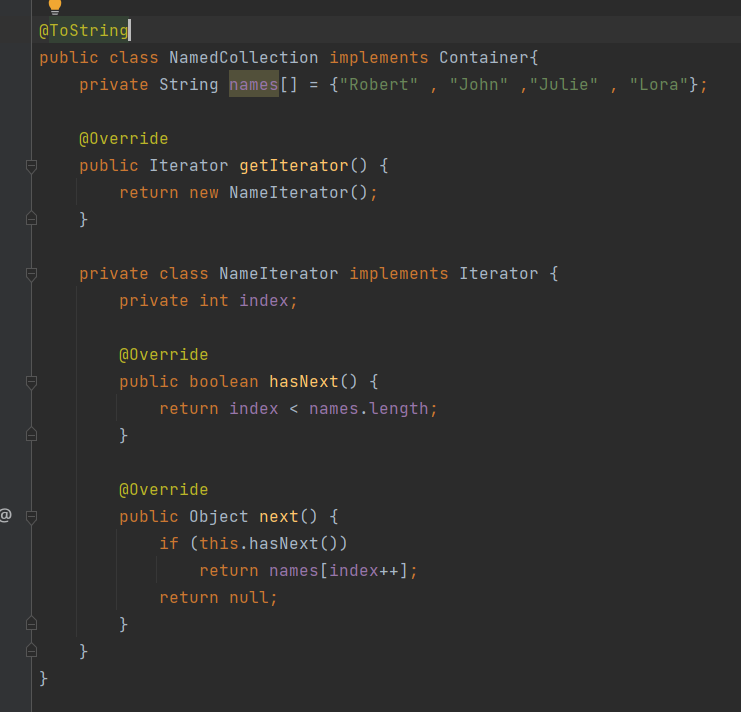 @ToString
public class NamedCollection implements Container{
    private String names[] = {"Robert" , "John" ,"Julie" , "Lora"};

    @Override
    public Iterator getIterator() {
        return new NameIterator();
    }

    private class NameIterator implements Iterator {
        private int index;

        @Override
        public boolean hasNext() {
            return index < names.length;
        }

        @Override
@
        public Object next() {
            if (this.hasNext())
                return names[index++];
            return null;
        }
    }
}